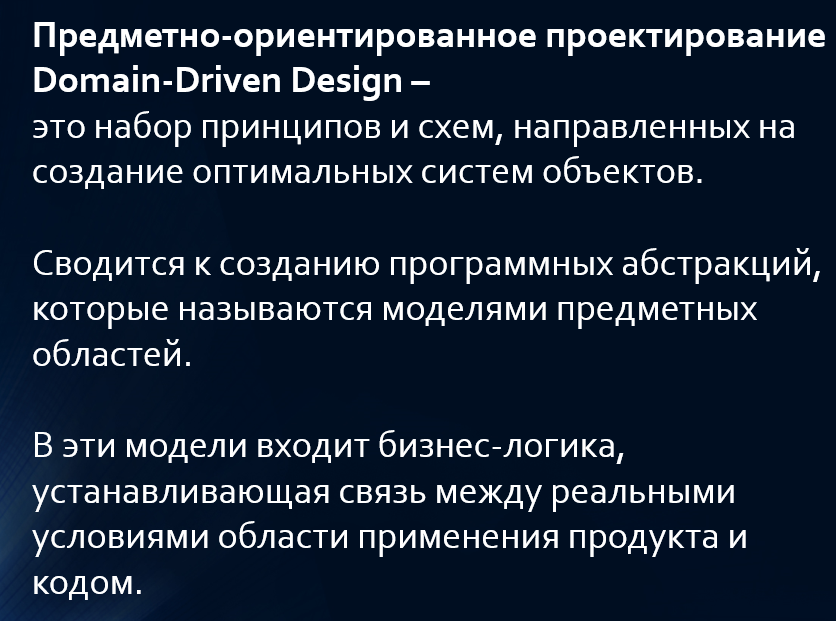 Предметно-ориентированное проектирование
Domain-Driven Design –
это набор принципов и схем, направленных на
создание оптимальных систем объектов.
Сводится к созданию программных абстракций,
которые называются моделями предметных
областей.
В эти модели входит бизнес-логика,
устанавливающая связь между реальными
условиями области применения продукта и
кодом.